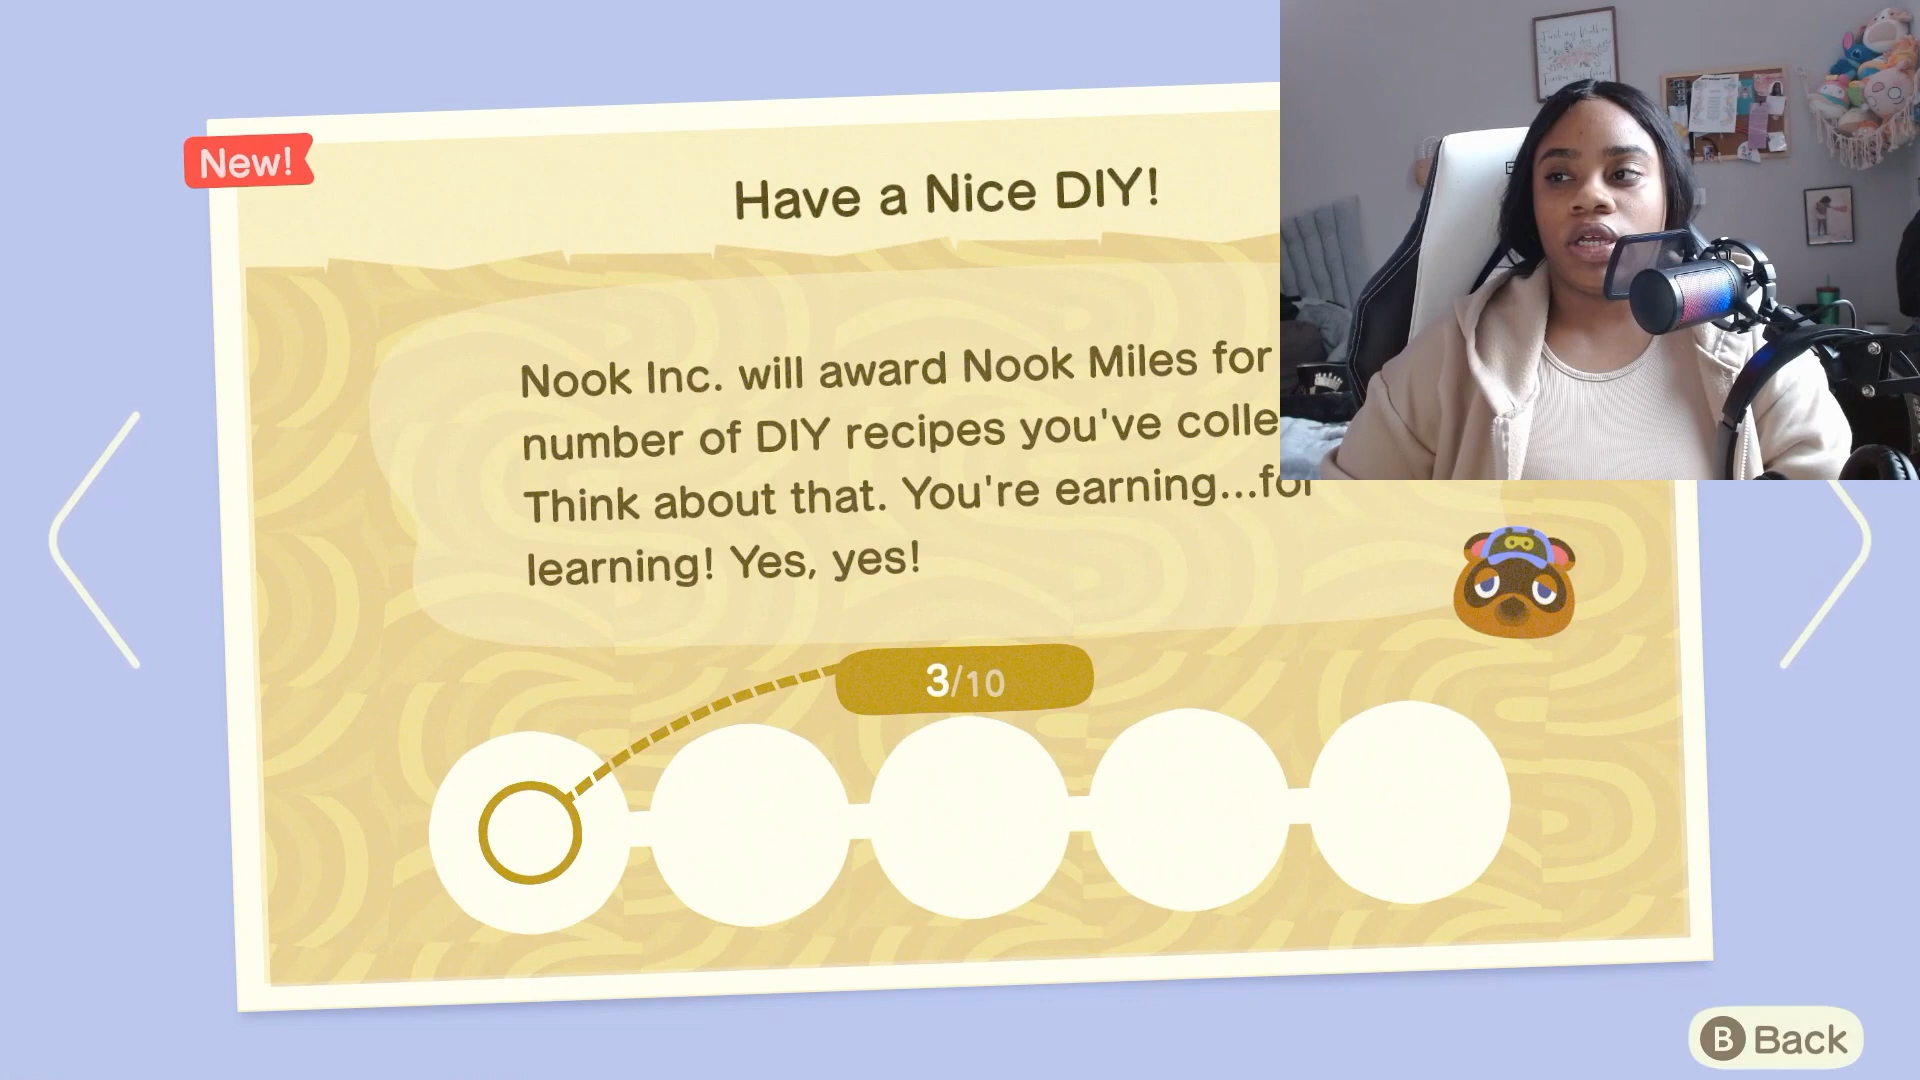 New!
Have a Nice DIY!
Nook Inc. will award Nook Miles for
number of DIY recipes you've colle
Think about that. You're earning...for
learning! Yes, yes!
3/10
B Back